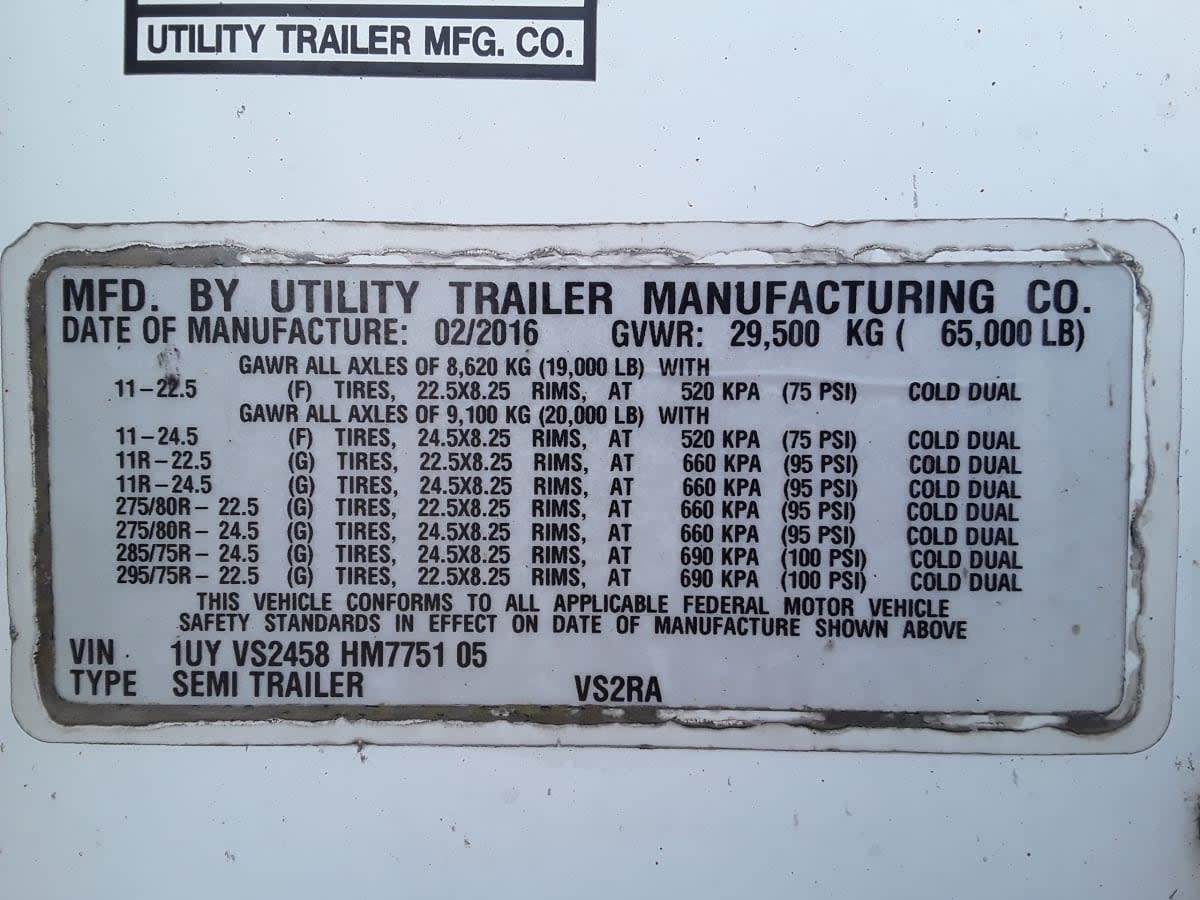 UTILITY TRAILER MFG. CO.
MFD. BY UTILITY TRAILER MANUFACTURING CO.
DATE OF MANUFACTURE: 02/2016 GVWR: 29,500 KG ( 65,000 LB)
GAWR ALL AXLES OF 8,620 KG (19,000 LB) WITH
11-22.5 (F) TIRES, 22.5X8.25 RIMS, AT 520 KPA (75 PSI) COLD DUAL
GAWR ALL AXLES OF 9,100 KG (20,000 LB) WITH
11-24.5 (F) TIRES, 24.5X8.25 RIMS, AT 520 KPA (75 PSI) COLD DUAL
11R-22.5 (G) TIRES, 22.5X8.25 RIMS, AT 660 KPA (95 PSI) COLD DUAL
11R-24.5 (G) TIRES, 24.5X8.25 RIMS, AT 660 KPA (95 PSI) COLD DUAL
275/80R- 22.5 (G) TIRES, 22.5X8.25 RIMS, AT 660 KPA (95 PSI) COLD DUAL
275/80R- 24.5 (G) TIRES, 24.5X8.25 RIMS, AT 660 KPA (95 PSI) COLD DUAL
285/75R- 24.5 (G) TIRES, 24.5X8.25 RIMS, AT 690 KPA (100 PSI) COLD DUAL
295/75R- 22.5 (G) TIRES, 22.5X8.25 RIMS, AT 690 KPA (100 PSI) COLD DUAL
THIS VEHICLE CONFORMS TO ALL APPLICABLE FEDERAL MOTOR VEHICLE
SAFETY STANDARDS IN EFFECT ON DATE OF MANUFACTURE SHOWN ABOVE
VIN 1UY VS2458 HM7751 05
TYPE SEMI TRAILER VS2RA